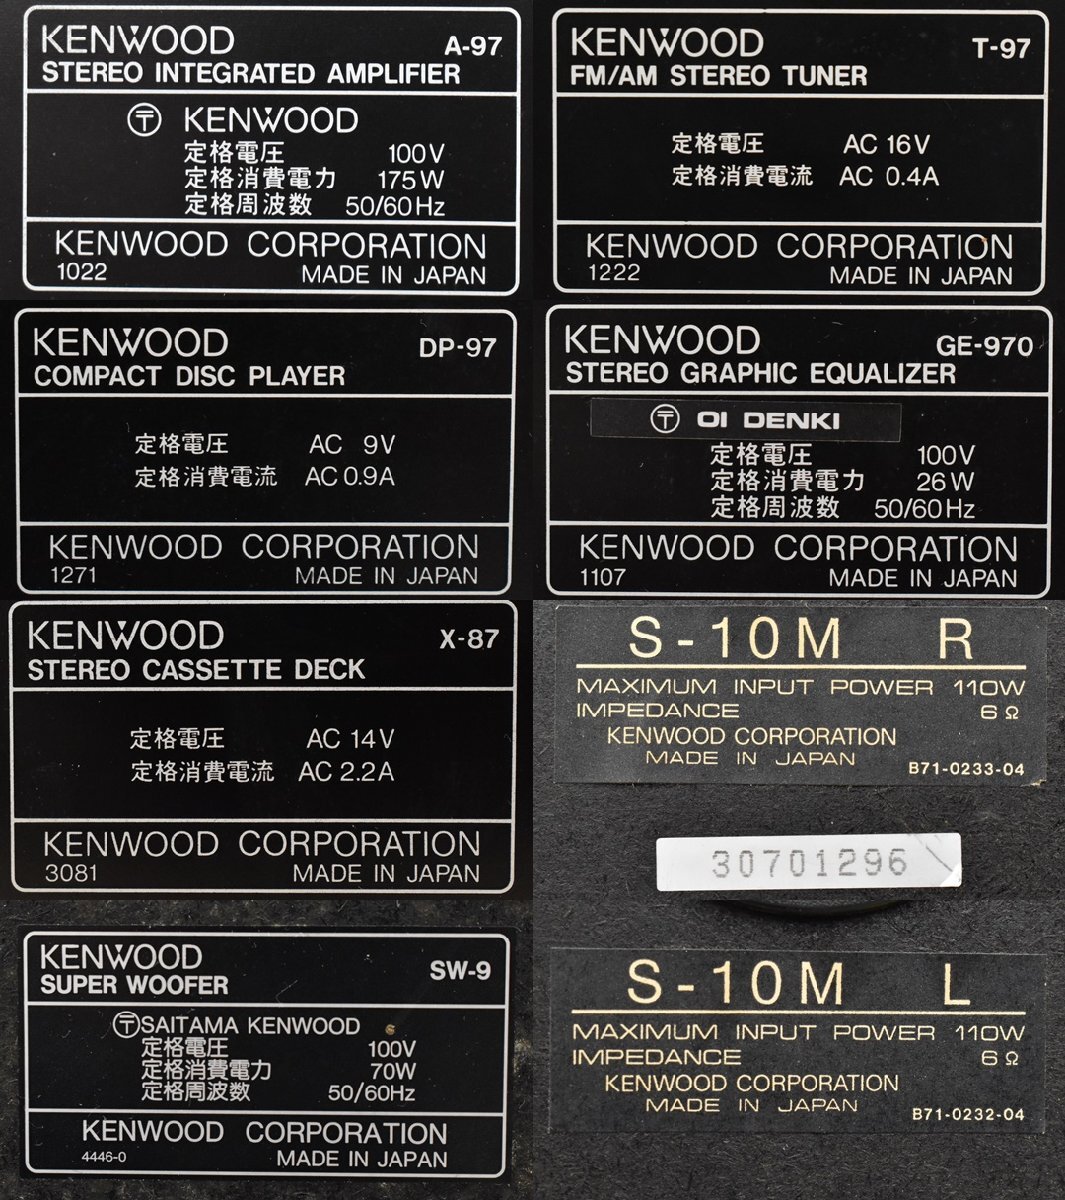 KENWOOD A-97
STEREO INTEGRATED AMPLIFIER
〒 KENWOOD
定格電圧 100V
定格消費電力 175W
定格周波数 50/60Hz
KENWOOD CORPORATION
1022 MADE IN JAPAN
KENWOOD T-97
FM/AM STEREO TUNER
定格電圧 AC 16V
定格消費電流 AC 0.4A
KENWOOD CORPORATION
1222 MADE IN JAPAN
KENWOOD DP-97
COMPACT DISC PLAYER
定格電圧 AC 9V
定格消費電流 AC 0.9A
KENWOOD CORPORATION
1271 MADE IN JAPAN
KENWOOD GE-970
STEREO GRAPHIC EQUALIZER
〒 OI DENKI
定格電圧 100V
定格消費電力 26W
定格周波数 50/60Hz
KENWOOD CORPORATION
1107 MADE IN JAPAN
KENWOOD X-87
STEREO CASSETTE DECK
定格電圧 AC 14V
定格消費電流 AC 2.2A
KENWOOD CORPORATION
3081 MADE IN JAPAN
S-10M R
MAXIMUM INPUT POWER 110W
IMPEDANCE 6Ω
KENWOOD CORPORATION
MADE IN JAPAN
B71-0233-04
30701296
KENWOOD SW-9
SUPER WOOFER
〒 SAITAMA KENWOOD
定格電圧 100V
定格消費電力 70W
定格周波数 50/60Hz
KENWOOD CORPORATION
4446-0 MADE IN JAPAN
S-10M L
MAXIMUM INPUT POWER 110W
IMPEDANCE 6Ω
KENWOOD CORPORATION
MADE IN JAPAN
B71-0232-04